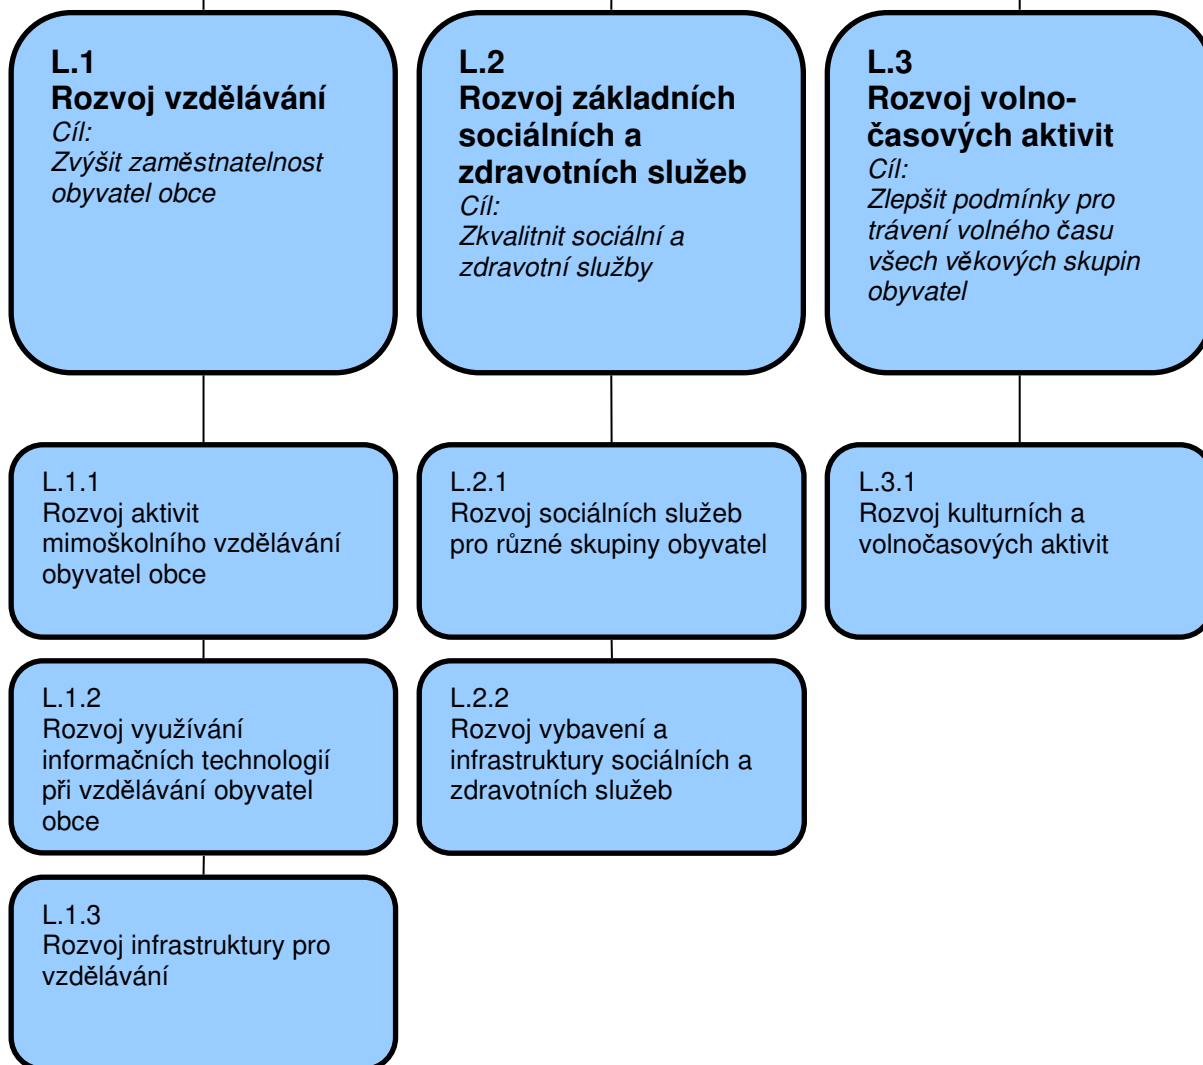 L.1
Rozvoj vzdělávání
Cíl:
Zvýšit zaměstnatelnost
obyvatel obce
L.2
Rozvoj základních
sociálních a
zdravotních služeb
Cíl:
Zkvalitnit sociální a
zdravotní služby
L.3
Rozvoj volno-
časových aktivit
Cíl:
Zlepšit podmínky pro
trávení volného času
všech věkových skupin
obyvatel
L.1.1
Rozvoj aktivit
mimoškolního vzdělávání
obyvatel obce
L.2.1
Rozvoj sociálních služeb
pro různé skupiny obyvatel
L.3.1
Rozvoj kulturních a
volnočasových aktivit
L.1.2
Rozvoj využívání
informačních technologií
při vzdělávání obyvatel
obce
L.2.2
Rozvoj vybavení a
infrastruktury sociálních a
zdravotních služeb
L.1.3
Rozvoj infrastruktury pro
vzdělávání